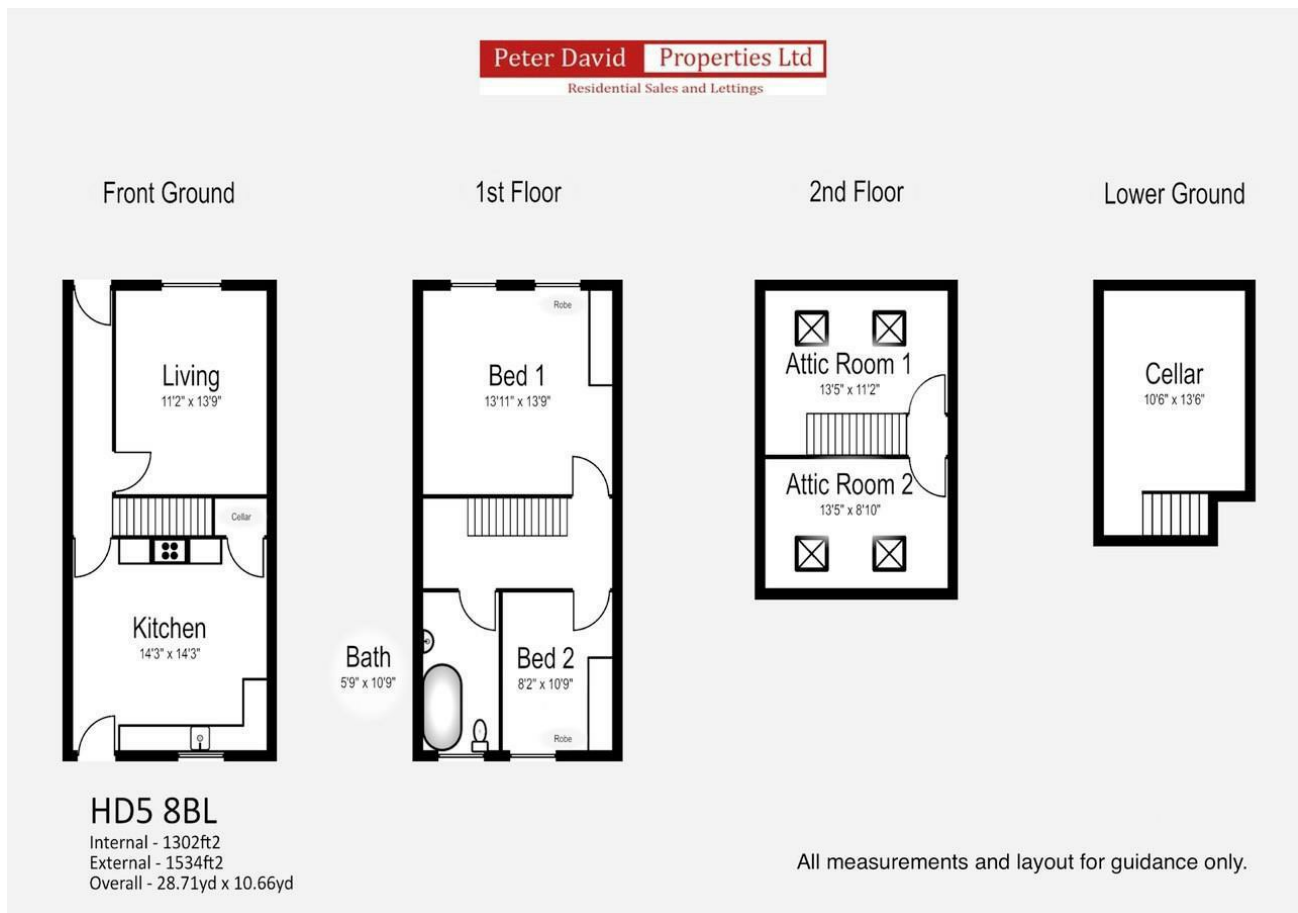 Peter David Properties Ltd
Residential Sales and Lettings
Front Ground
1st Floor
2nd Floor
Lower Ground
Living
11'2" x 13'9"
Cellar
Kitchen
14'3" x 14'3"
Robe
Bed 1
13'11" x 13'9"
Bath
5'9" x 10'9"
Bed 2
8'2" x 10'9"
Robe
Attic Room 1
13'5" x 11'2"
Attic Room 2
13'5" x 8'10"
Cellar
10'6" x 13'6"
HD5 8BL
Internal - 1302ft2
External - 1534ft2
Overall - 28.71yd x 10.66yd
All measurements and layout for guidance only.